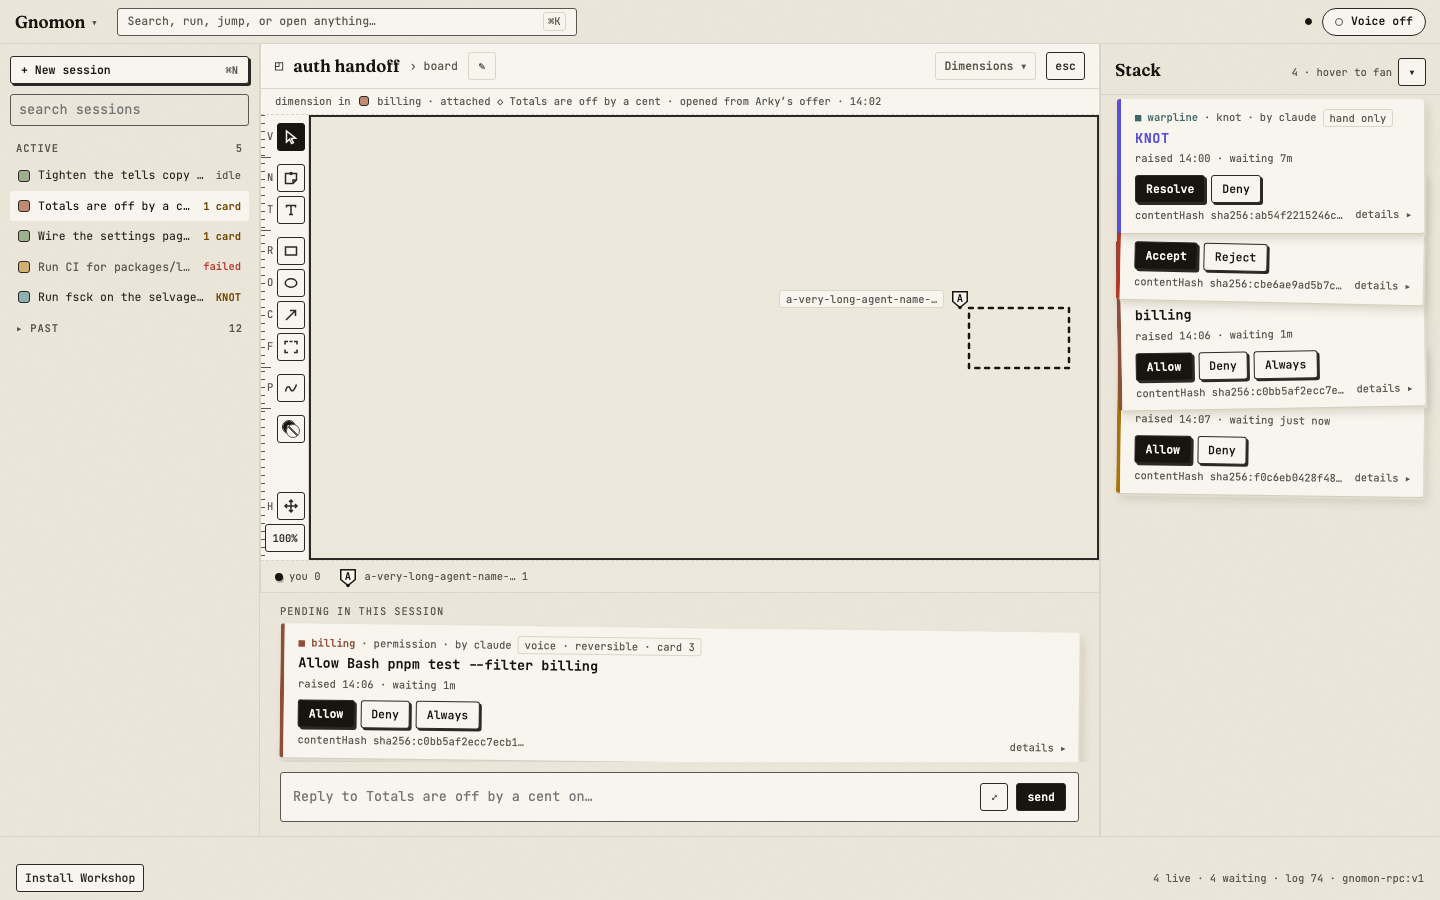 Gnomon ▾
Search, run, jump, or open anything… ⌘K
Voice off
+ New session ⌘N
search sessions
ACTIVE 5
Tighten the tells copy … idle
Totals are off by a c… 1 card
Wire the settings pag… 1 card
Run CI for packages/l… failed
Run fsck on the selvage… KNOT
▸ PAST 12
auth handoff › board ✎
Dimensions ▾ esc
dimension in billing · attached ◇ Totals are off by a cent · opened from Arky’s offer · 14:02
V
N
T
R
O
C
F
P
H
100%
a-very-long-agent-name-… A
you 0 A a-very-long-agent-name-… 1
PENDING IN THIS SESSION
■ billing · permission · by claude voice · reversible · card 3
Allow Bash pnpm test --filter billing
raised 14:06 · waiting 1m
Allow Deny Always
contentHash sha256:c0bb5af2ecc7ecb1…
details ▸
Reply to Totals are off by a cent on…
⤢ send
Stack 4 · hover to fan ▾
■ warpline · knot · by claude hand only
KNOT
raised 14:00 · waiting 7m
Resolve Deny
contentHash sha256:ab54f2215246c… details ▸
Accept Reject
contentHash sha256:cbe6ae9ad5b7c… details ▸
billing
raised 14:06 · waiting 1m
Allow Deny Always
contentHash sha256:c0bb5af2ecc7e… details ▸
raised 14:07 · waiting just now
Allow Deny
contentHash sha256:f0c6eb0428f48… details ▸
Install Workshop
4 live · 4 waiting · log 74 · gnomon-rpc:v1